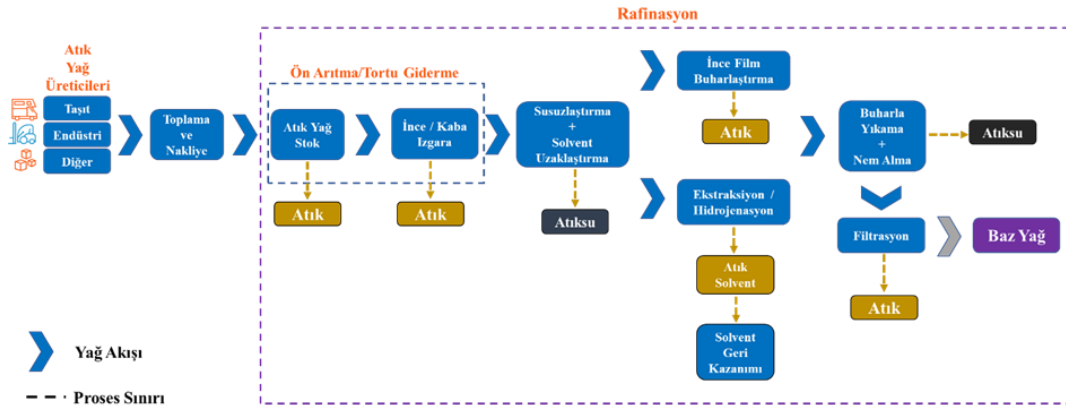 Rafinasyon
Atık
Yağ
Üreticileri
Taşıt
Endüstri
Diğer
Toplama
ve
Nakliye
Ön Arıtma/Tortu Giderme
Atık Yağ
Stok
Atık
İnce / Kaba
Izgara
Atık
Susuzlaştırma
+
Solvent
Uzaklaştırma
Atıksu
İnce Film
Buharlaştırma
Atık
Ekstraksiyon /
Hidrojenasyon
Atık
Solvent
Solvent
Geri
Kazanımı
Buharla
Yıkama
+
Nem Alma
Atıksu
Filtrasyon
Atık
Baz Yağ
Yağ Akışı
Proses Sınırı